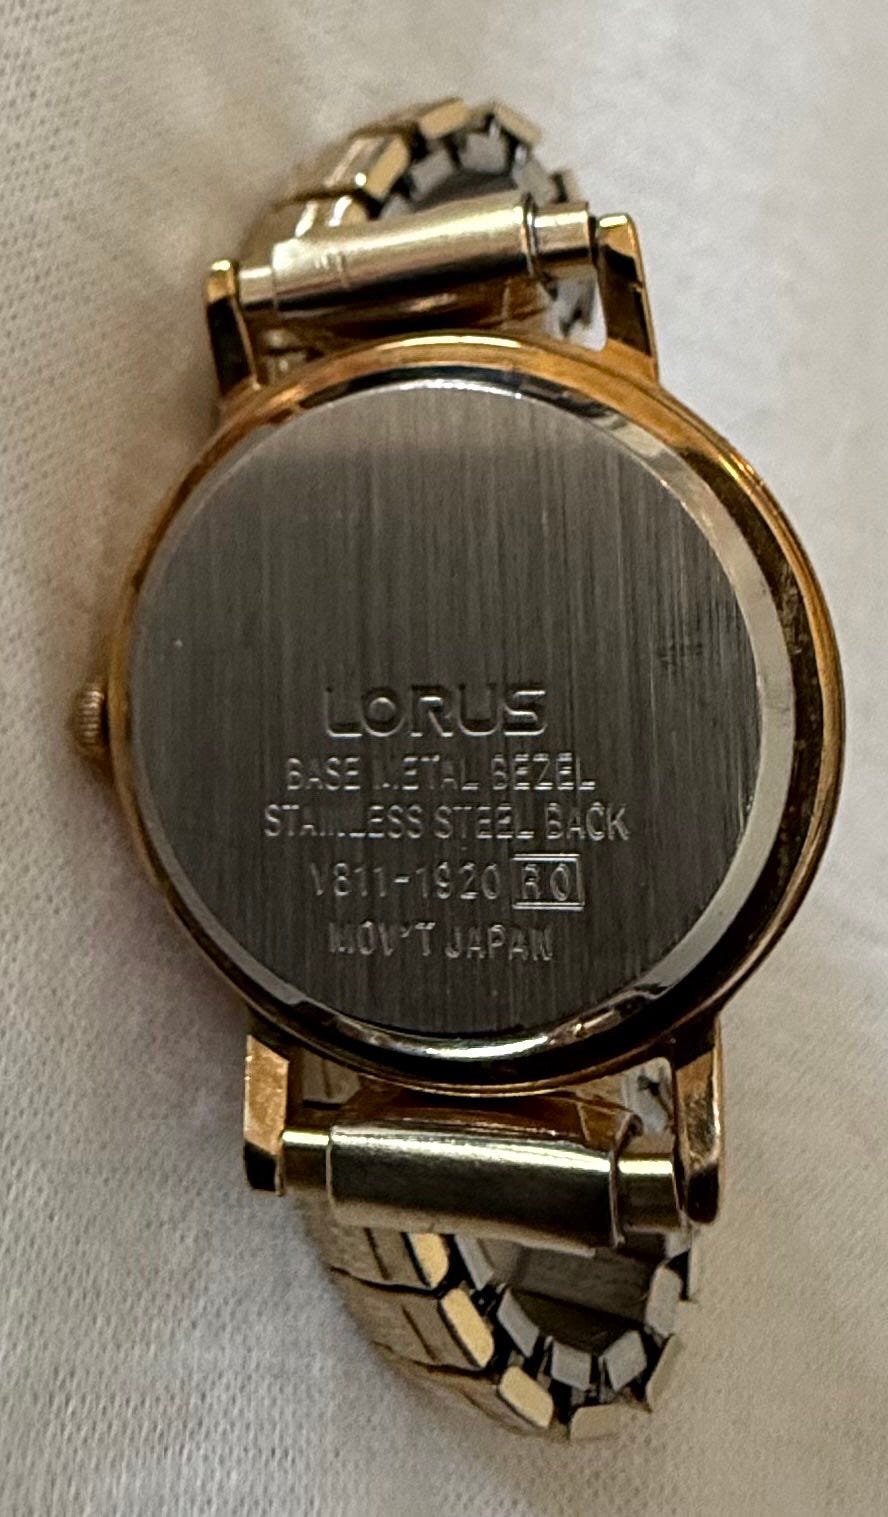 LORUS
BASE METAL BEZEL
STAINLESS STEEL BACK
V811-1920 R0
MOV'T JAPAN